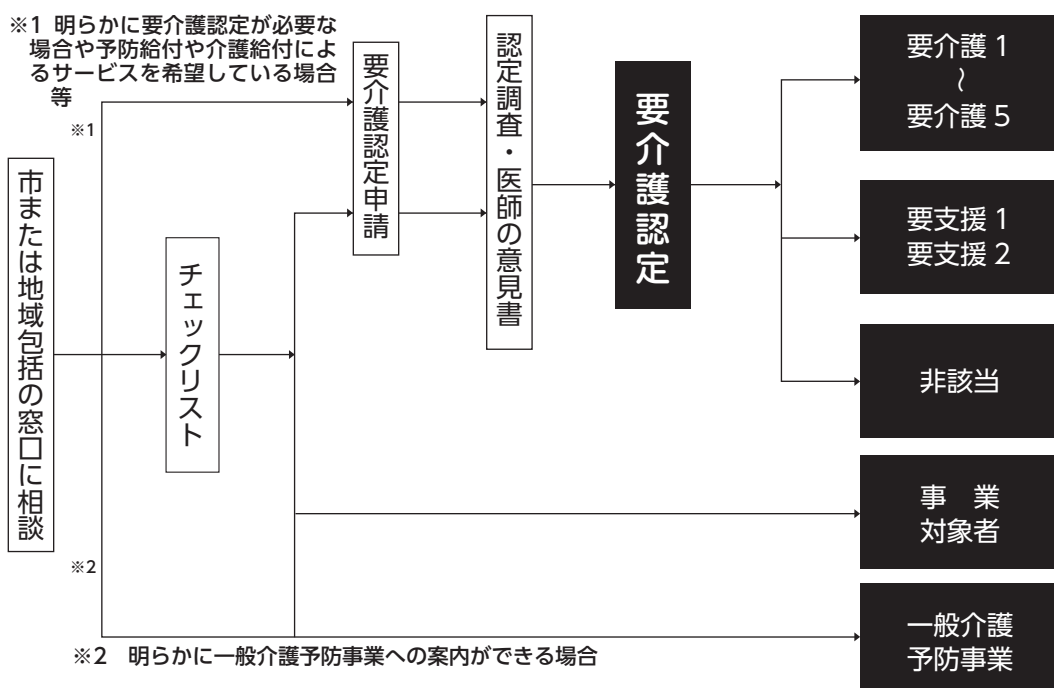 ※1 明らかに要介護認定が必要な
場合や予防給付や介護給付によ
るサービスを希望している場合
等
※1
市または地域包括の窓口に相談
※2
チェックリスト
要介護認定申請
認定調査・医師の意見書
要介護認定
要介護 1
～
要介護 5
要支援 1
要支援 2
非該当
事　業
対象者
一般介護
予防事業
※2　明らかに一般介護予防事業への案内ができる場合